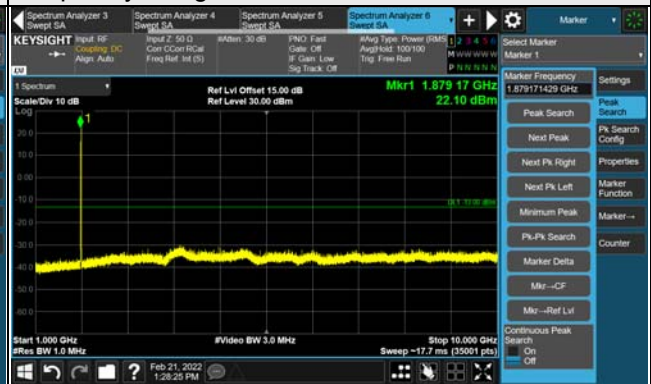 Spectrum Analyzer 3
Swept SA
Spectrum Analyzer 4
Swept SA
Spectrum Analyzer 5
Swept SA
Spectrum Analyzer 6
Swept SA
Marker
KEYSIGHT
Input: RF
Coupling: DC
Align: Auto
Input Z: 50 Ω
Corr CCorr RCal
Freq Ref: Int (S)
#Atten: 30 dB
PNO: Fast
Gate: Off
IF Gain: Low
Sig Track: Off
#Avg Type: Power (RMS
Avg|Hold: 100/100
Trig: Free Run
1 2 3 4 5 6
M W W W W W
P N N N N N
Select Marker
Marker 1
1 Spectrum
Scale/Div 10 dB
Log
Ref Lvl Offset 15.00 dB
Ref Level 30.00 dBm
Mkr1 1.879 17 GHz
22.10 dBm
Marker Frequency
1.879171429 GHz
Settings
Peak Search
Next Peak
Next Pk Right
Next Pk Left
Minimum Peak
Pk-Pk Search
Marker Delta
Mkr→CF
Mkr→Ref Lvl
Continuous Peak
Search
On
Off
Peak
Search
Pk Search
Config
Properties
Marker
Function
Marker→
Counter
1
20.0
10.0
0.00
-10.0
-20.0
-30.0
-40.0
-50.0
-60.0
Start 1.000 GHz
#Res BW 1.0 MHz
#Video BW 3.0 MHz
Stop 10.000 GHz
Sweep ~17.7 ms (35001 pts)
Feb 21, 2022
1:28:25 PM